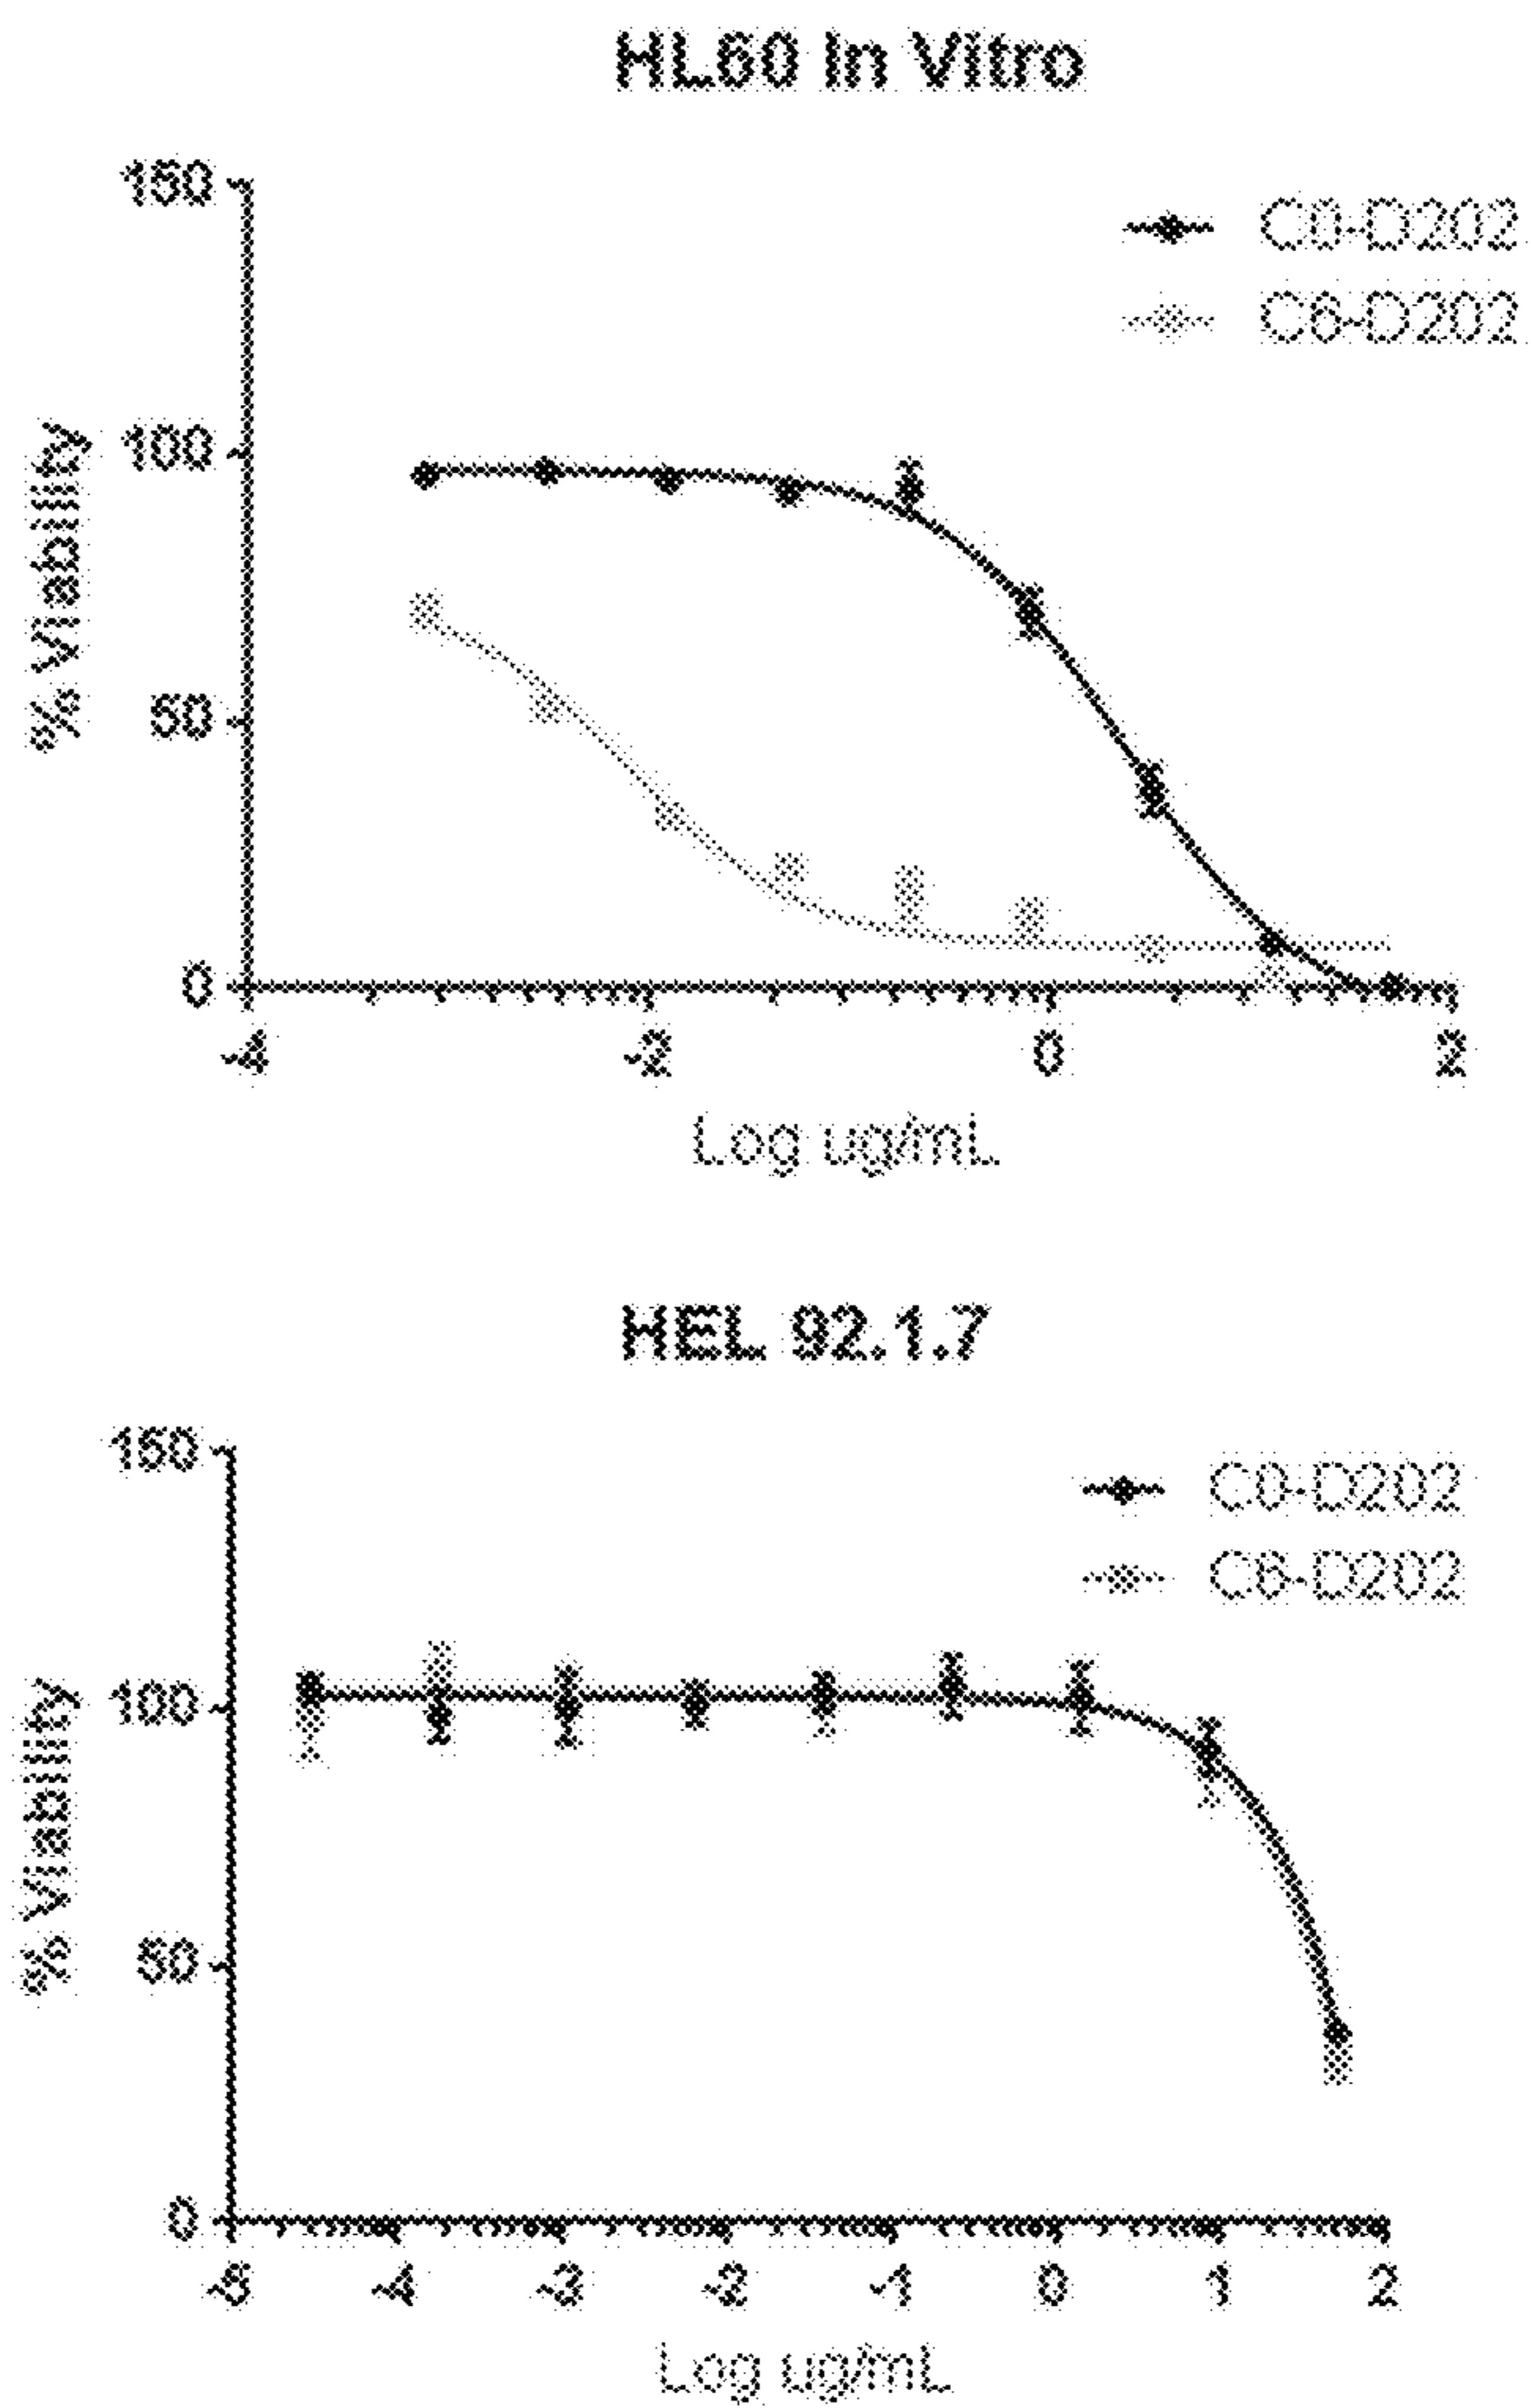 HL60 In Vitro
150
C0-D202
C6-D202
100
50
0
% Viability
-4 -2 0 2
Log ug/mL
HEL 92.1.7
150
C0-D202
C6-D202
100
50
0
% Viability
-5 -4 -3 -2 -1 0 1 2
Log ug/mL